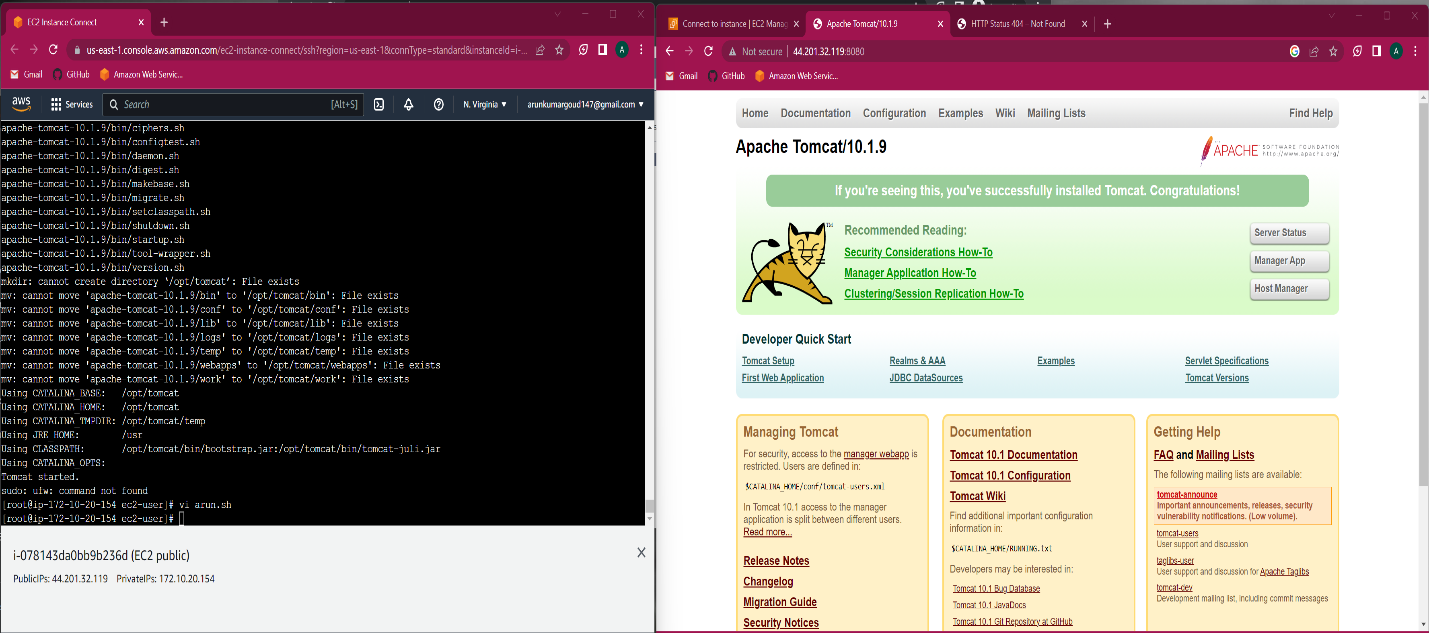 EC2 Instance Connect
us-east-1.console.aws.amazon.com/ec2-instance-connect/ssh?region=us-east-1&connType=standard&instanceId=i-...
A
Gmail GitHub Amazon Web Servic...
aws Services Search [Alt+S] N. Virginia arunkumargoud147@gmail.com
apache-tomcat-10.1.9/bin/ciphers.sh
apache-tomcat-10.1.9/bin/configtest.sh
apache-tomcat-10.1.9/bin/daemon.sh
apache-tomcat-10.1.9/bin/digest.sh
apache-tomcat-10.1.9/bin/makebase.sh
apache-tomcat-10.1.9/bin/migrate.sh
apache-tomcat-10.1.9/bin/setclasspath.sh
apache-tomcat-10.1.9/bin/shutdown.sh
apache-tomcat-10.1.9/bin/startup.sh
apache-tomcat-10.1.9/bin/tool-wrapper.sh
apache-tomcat-10.1.9/bin/version.sh
mkdir: cannot create directory ‘/opt/tomcat’: File exists
mv: cannot move 'apache-tomcat-10.1.9/bin' to '/opt/tomcat/bin': File exists
mv: cannot move 'apache-tomcat-10.1.9/conf' to '/opt/tomcat/conf': File exists
mv: cannot move 'apache-tomcat-10.1.9/lib' to '/opt/tomcat/lib': File exists
mv: cannot move 'apache-tomcat-10.1.9/logs' to '/opt/tomcat/logs': File exists
mv: cannot move 'apache-tomcat-10.1.9/temp' to '/opt/tomcat/temp': File exists
mv: cannot move 'apache-tomcat-10.1.9/webapps' to '/opt/tomcat/webapps': File exists
mv: cannot move 'apache-tomcat-10.1.9/work' to '/opt/tomcat/work': File exists
Using CATALINA_BASE: /opt/tomcat
Using CATALINA_HOME: /opt/tomcat
Using CATALINA_TMPDIR: /opt/tomcat/temp
Using JRE_HOME: /usr
Using CLASSPATH: /opt/tomcat/bin/bootstrap.jar:/opt/tomcat/bin/tomcat-juli.jar
Using CATALINA_OPTS:
Tomcat started.
sudo: ufw: command not found
[root@ip-172-10-20-154 ec2-user]# vi arun.sh
[root@ip-172-10-20-154 ec2-user]#
i-078143da0bb9b236d (EC2 public)
PublicIPs: 44.201.32.119 PrivateIPs: 172.10.20.154
Connect to instance | EC2 Manag Apache Tomcat/10.1.9 HTTP Status 404 - Not Found
Not secure 44.201.32.119:8080
A
Gmail GitHub Amazon Web Servic...
Home Documentation Configuration Examples Wiki Mailing Lists Find Help
Apache Tomcat/10.1.9
APACHE SOFTWARE FOUNDATION
http://www.apache.org/
If you're seeing this, you've successfully installed Tomcat. Congratulations!
TM
Recommended Reading:
Security Considerations How-To
Manager Application How-To
Clustering/Session Replication How-To
Server Status
Manager App
Host Manager
Developer Quick Start
Tomcat Setup Realms & AAA Examples Servlet Specifications
First Web Application JDBC DataSources Tomcat Versions
Managing Tomcat
For security, access to the manager webapp is
restricted. Users are defined in:
$CATALINA_HOME/conf/tomcat-users.xml
In Tomcat 10.1 access to the manager
application is split between different users.
Read more...
Release Notes
Changelog
Migration Guide
Security Notices
Documentation
Tomcat 10.1 Documentation
Tomcat 10.1 Configuration
Tomcat Wiki
Find additional important configuration
information in:
$CATALINA_HOME/RUNNING.txt
Developers may be interested in:
Tomcat 10.1 Bug Database
Tomcat 10.1 JavaDocs
Tomcat 10.1 Git Repository at GitHub
Getting Help
FAQ and Mailing Lists
The following mailing lists are available:
tomcat-announce
Important announcements, releases, security
vulnerability notifications. (Low volume).
tomcat-users
User support and discussion
taglibs-user
User support and discussion for Apache Taglibs
tomcat-dev
Development mailing list, including commit messages